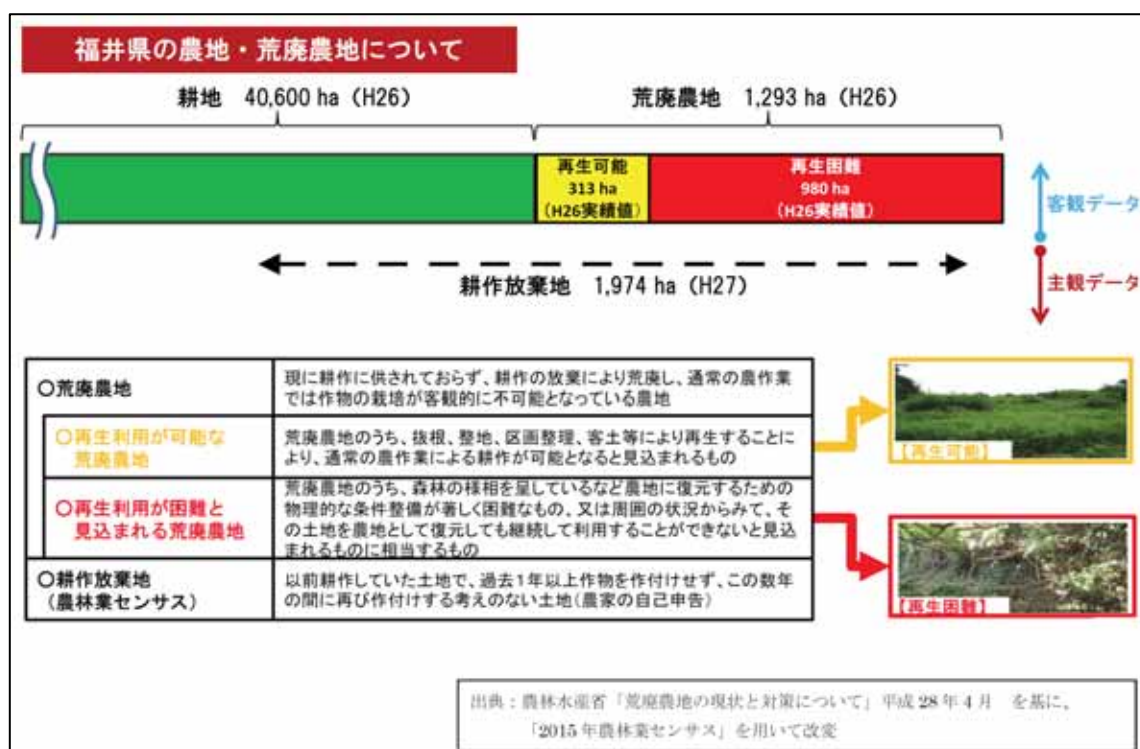 福井県の農地・荒廃農地について
耕地　40,600 ha（H26）
荒廃農地　1,293 ha（H26）
再生可能
313 ha
（H26実績値）
再生困難
980 ha
（H26実績値）
客観データ
主観データ
耕作放棄地　1,974 ha（H27）
○荒廃農地
現に耕作に供されておらず、耕作の放棄により荒廃し、通常の農作業
では作物の栽培が客観的に不可能となっている農地
○再生利用が可能な
荒廃農地
荒廃農地のうち、抜根、整地、区画整理、客土等により再生することに
より、通常の農作業による耕作が可能となると見込まれるもの
○再生利用が困難と
見込まれる荒廃農地
荒廃農地のうち、森林の様相を呈しているなど農地に復元するための
物理的な条件整備が著しく困難なもの、又は周囲の状況からみて、
その土地を農地として復元しても継続して利用することができないと見込
まれるものに相当するもの
○耕作放棄地
（農林業センサス）
以前耕作していた土地で、過去1年以上作物を作付けせず、この数年
の間に再び作付けする考えのない土地（農家の自己申告）
【再生可能】
【再生困難】
出典：農林水産省「荒廃農地の現状と対策について」平成 28 年 4 月　を基に、
「2015 年農林業センサス」を用いて改変